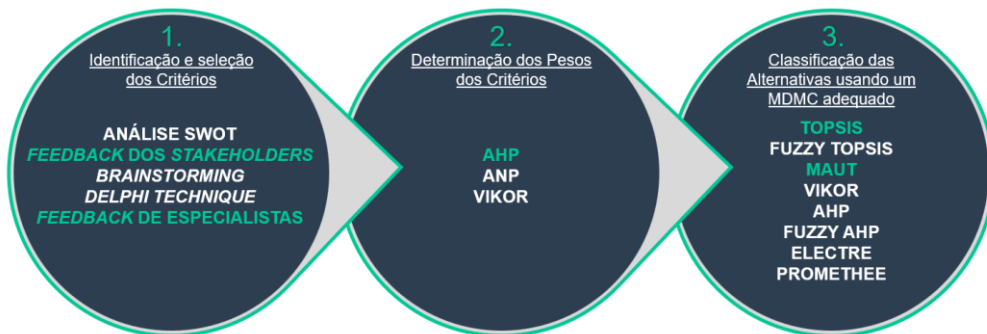 1.
Identificação e seleção
dos Critérios
ANÁLISE SWOT
FEEDBACK DOS STAKEHOLDERS
BRAINSTORMING
DELPHI TECHNIQUE
FEEDBACK DE ESPECIALISTAS
2.
Determinação dos Pesos
dos Critérios
AHP
ANP
VIKOR
3.
Classificação das
Alternativas usando um
MDMC adequado
TOPSIS
FUZZY TOPSIS
MAUT
VIKOR
AHP
FUZZY AHP
ELECTRE
PROMETHEE